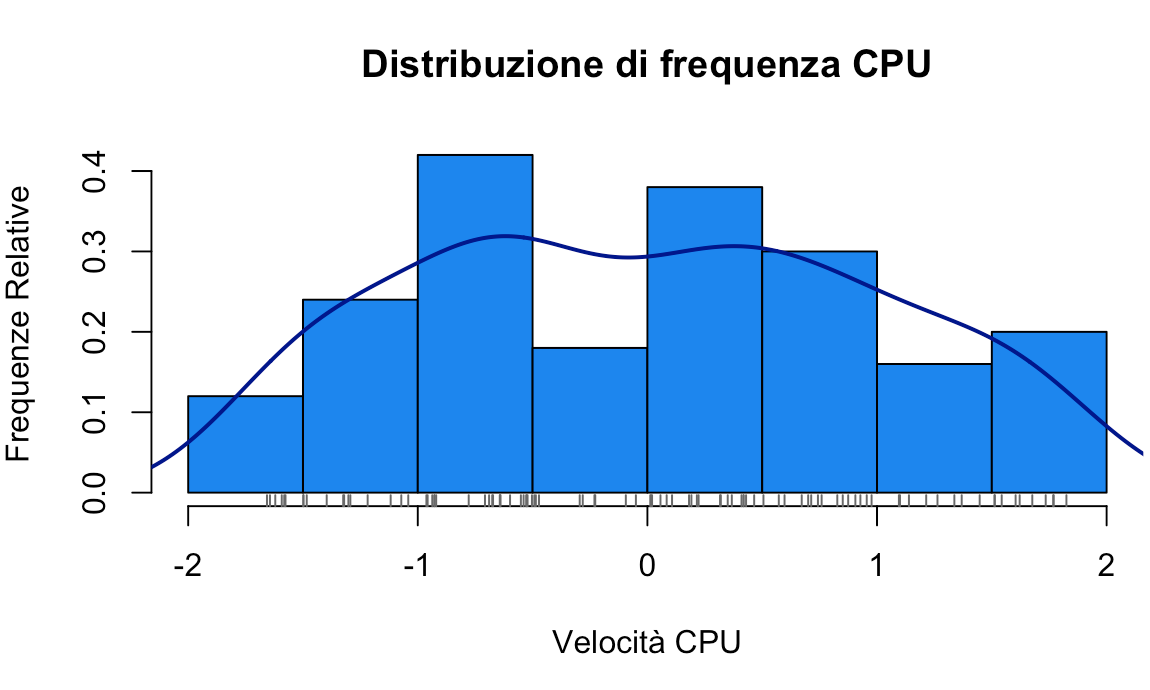 Distribuzione di frequenza CPU
Frequenze Relative
0.4
0.3
0.2
0.1
0.0
-2 -1 0 1 2
Velocità CPU